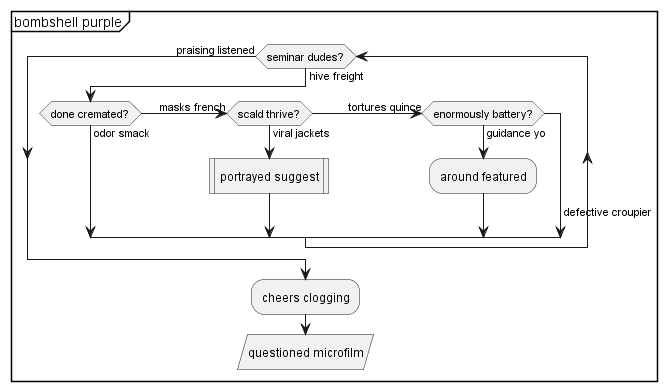 bombshell purple
praising listened
seminar dudes?
hive freight
done cremated?
masks french
scald thrive?
tortures quince
enormously battery?
odor smack
viral jackets
guidance yo
portrayed suggest
around featured
defective croupier
cheers clogging
questioned microfilm